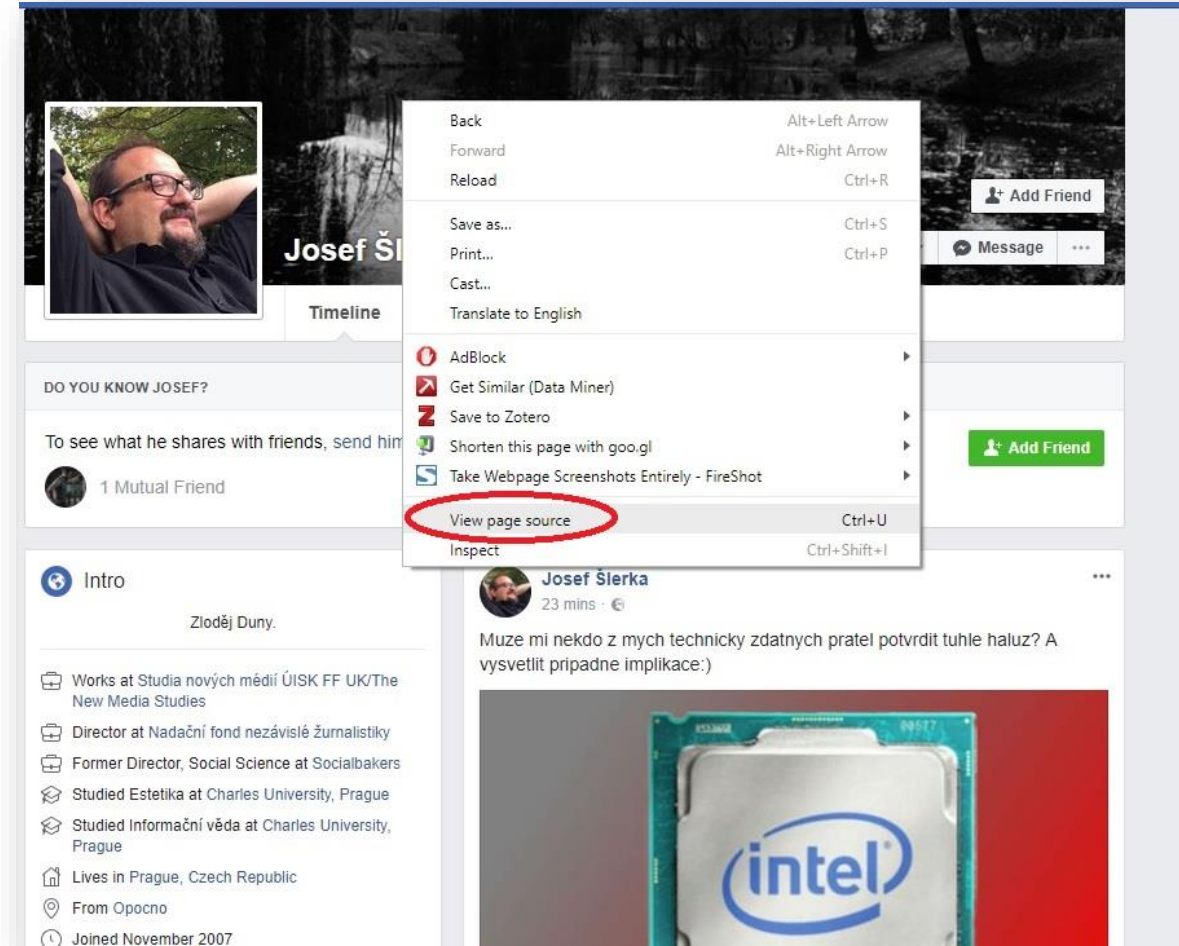 Back Alt+Left Arrow
Forward Alt+Right Arrow
Reload Ctrl+R
Save as... Ctrl+S
Print... Ctrl+P
Cast...
Translate to English
AdBlock
Get Similar (Data Miner)
Save to Zotero
Shorten this page with goo.gl
Take Webpage Screenshots Entirely - FireShot
View page source Ctrl+U
Inspect Ctrl+Shift+I
Add Friend
Message
Josef Šl
Timeline
DO YOU KNOW JOSEF?
To see what he shares with friends, send him
Add Friend
1 Mutual Friend
Intro
Zloděj Duny.
Works at Studia nových médií ÚISK FF UK/The
New Media Studies
Director at Nadační fond nezávislé žurnalistiky
Former Director, Social Science at Socialbakers
Studied Estetika at Charles University, Prague
Studied Informační věda at Charles University,
Prague
Lives in Prague, Czech Republic
From Opocno
Joined November 2007
Josef Šlerka
23 mins ·
Muze mi nekdo z mych technicky zdatnych pratel potvrdit tuhle haluz? A
vysvetlit pripadne implikace:)
intel